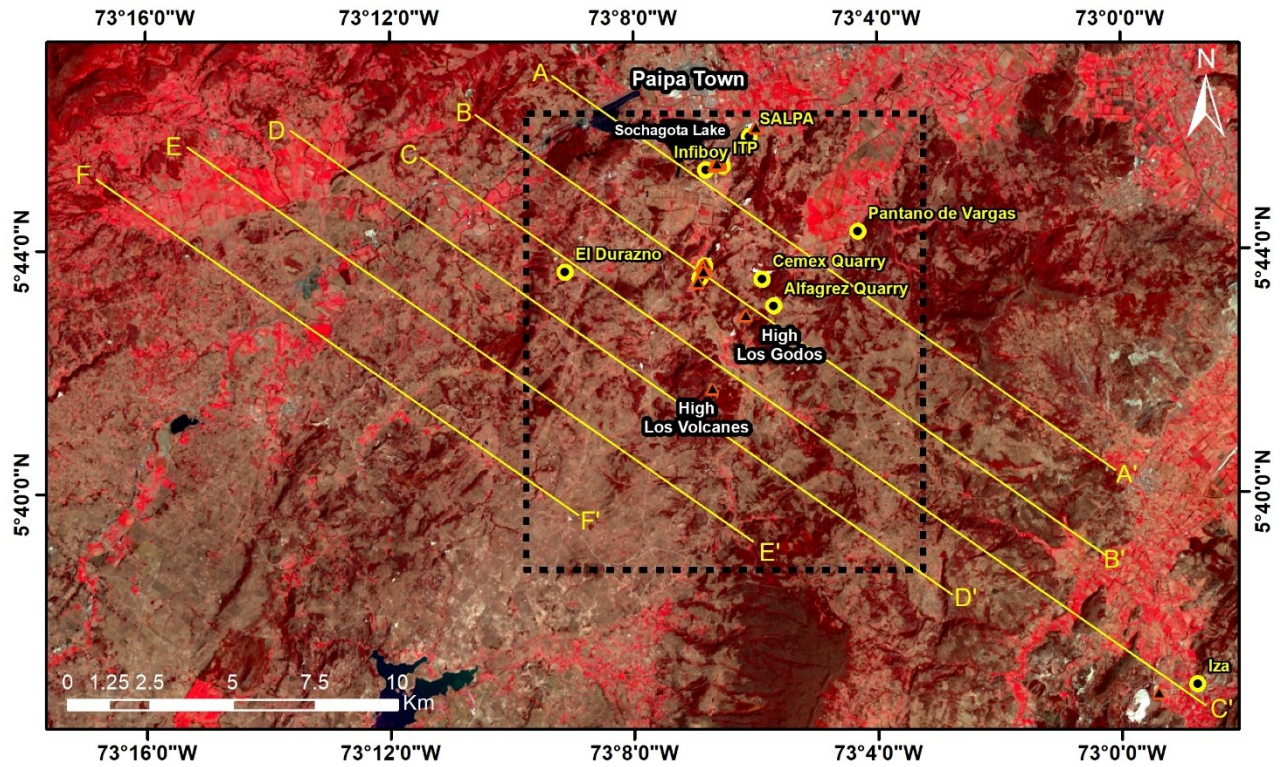 73°16'0"W 73°12'0"W 73°8'0"W 73°4'0"W 73°0'0"W
N
A
Paipa Town
B
SALPA
Sochagota Lake
D
Infiboy
ITP
E
C
F
Pantano de Vargas
5°44'0"N
5°44'0"N
El Durazno
Cemex Quarry
Alfagrez Quarry
High
Los Godos
High
Los Volcanes
A'
5°40'0"N
5°40'0"N
F'
E'
B'
D'
Iza
0 1.25 2.5 5 7.5 10
Km
C'
73°16'0"W 73°12'0"W 73°8'0"W 73°4'0"W 73°0'0"W